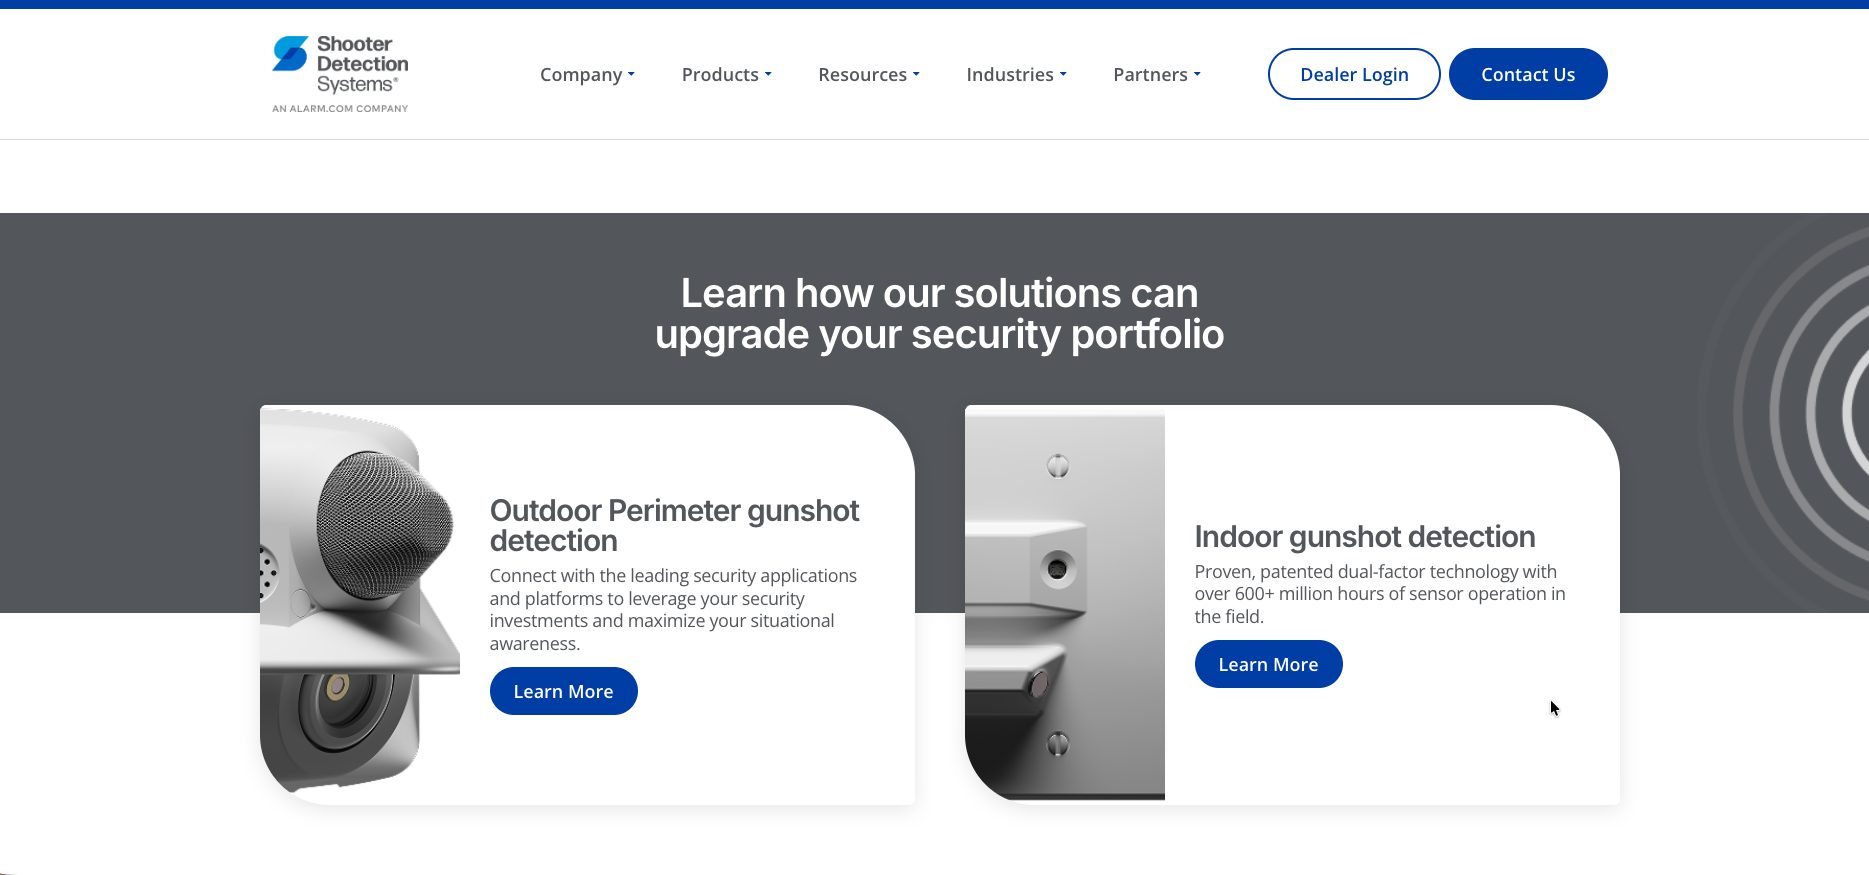 Shooter
Detection
Systems®
AN ALARM.COM COMPANY
Company
Products
Resources
Industries
Partners
Dealer Login
Contact Us
Learn how our solutions can
upgrade your security portfolio
Outdoor Perimeter gunshot
detection
Connect with the leading security applications
and platforms to leverage your security
investments and maximize your situational
awareness.
Learn More
Indoor gunshot detection
Proven, patented dual-factor technology with
over 600+ million hours of sensor operation in
the field.
Learn More